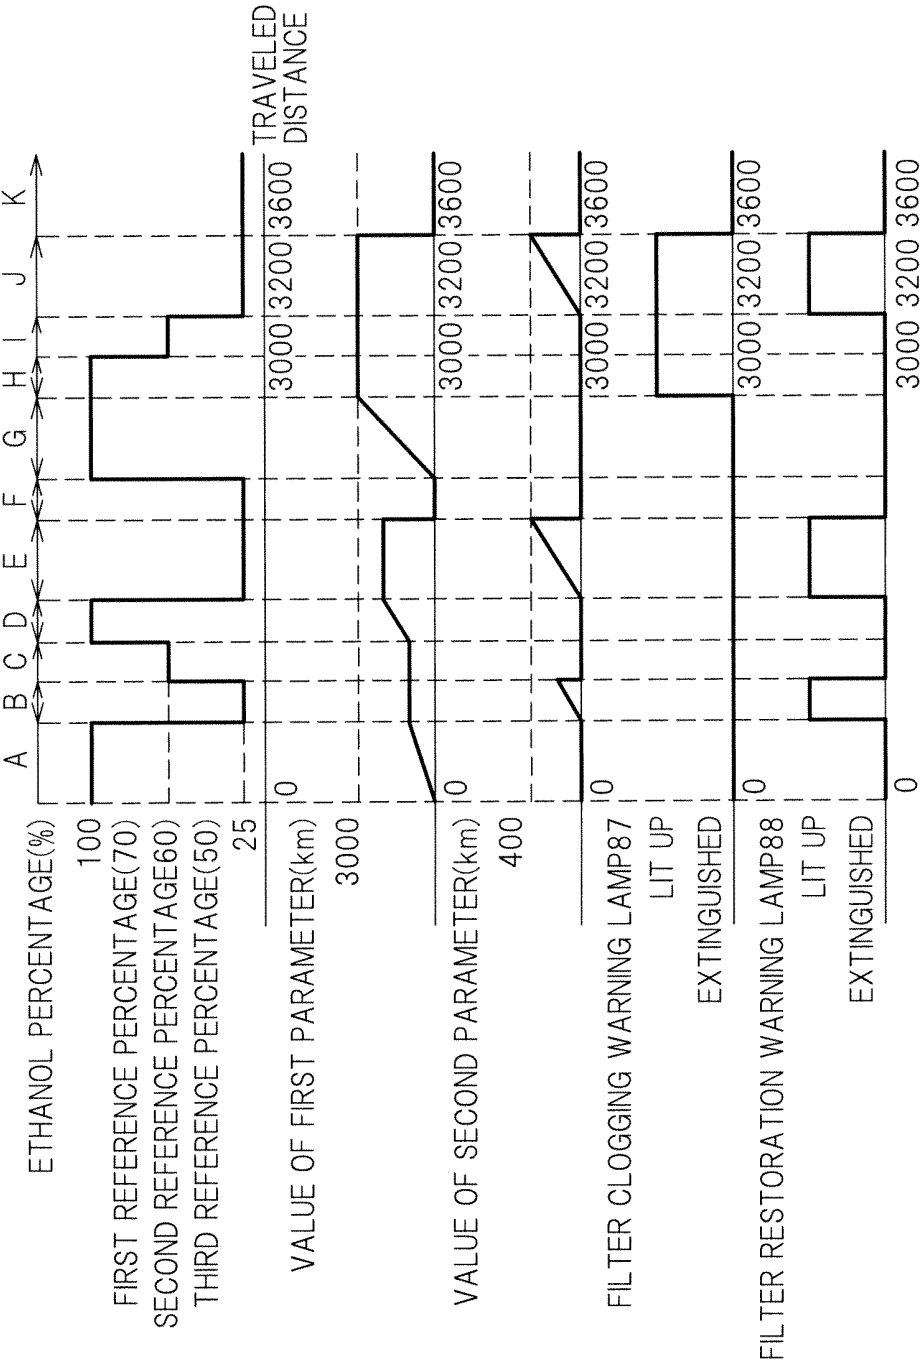 A B C D E F G H I J K
ETHANOL PERCENTAGE(%)
100
FIRST REFERENCE PERCENTAGE(70)
SECOND REFERENCE PERCENTAGE60)
THIRD REFERENCE PERCENTAGE(50)
25
TRAVELED
DISTANCE
0 3000 3200 3600
VALUE OF FIRST PARAMETER(km)
3000
0 3000 3200 3600
VALUE OF SECOND PARAMETER(km)
400
0 3000 3200 3600
FILTER CLOGGING WARNING LAMP87
LIT UP
EXTINGUISHED
0 3000 3200 3600
FILTER RESTORATION WARNING LAMP88
LIT UP
EXTINGUISHED
0 3000 3200 3600